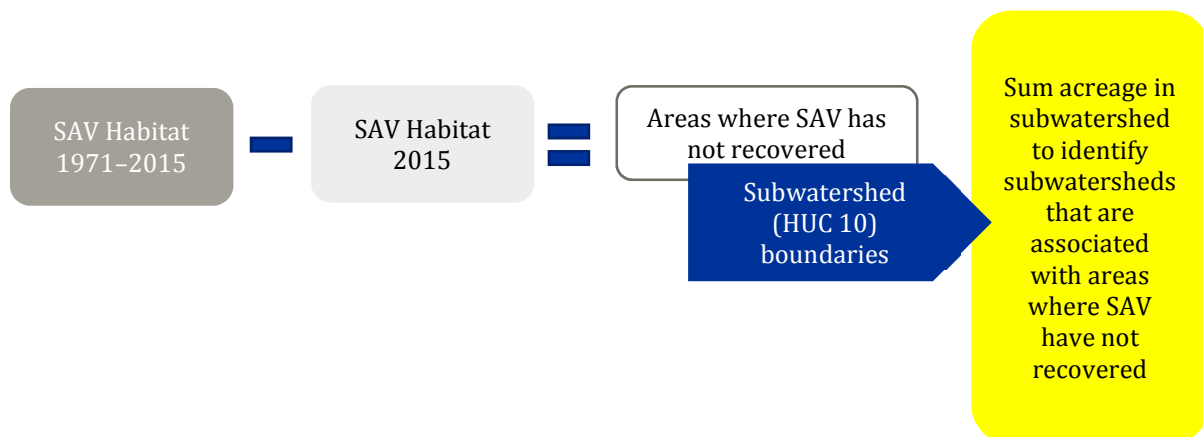 SAV Habitat
1971–2015
SAV Habitat
2015
Areas where SAV has
not recovered
Subwatershed
(HUC 10)
boundaries
Sum acreage in
subwatershed
to identify
subwatersheds
that are
associated
with areas
where SAV
have not
recovered